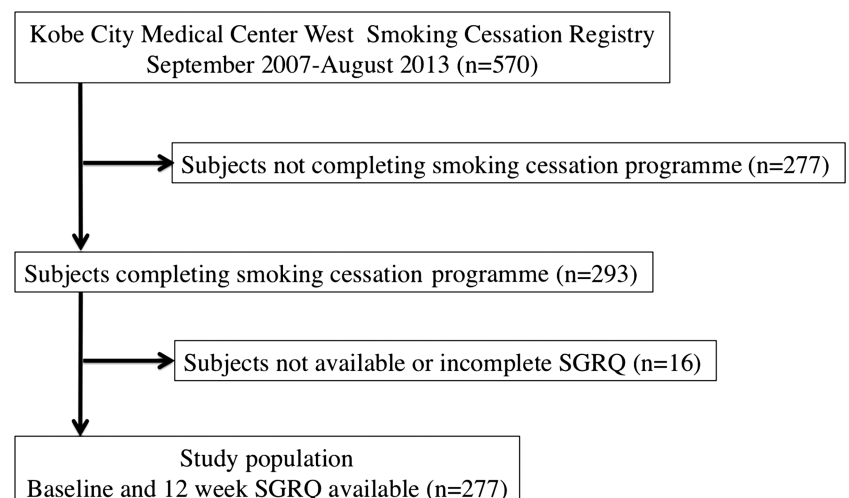 Kobe City Medical Center West Smoking Cessation Registry
September 2007-August 2013 (n=570)
Subjects not completing smoking cessation programme (n=277)
Subjects completing smoking cessation programme (n=293)
Subjects not available or incomplete SGRQ (n=16)
Study population
Baseline and 12 week SGRQ available (n=277)